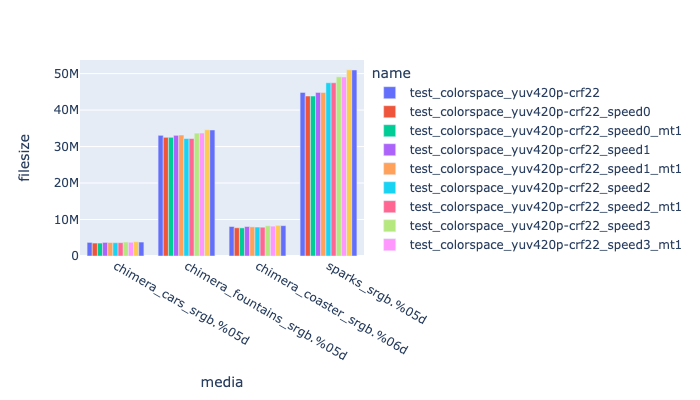 50M
40M
30M
20M
10M
0
filesize
chimera_cars_srgb.%05d
chimera_fountains_srgb.%05d
chimera_coaster_srgb.%06d
sparks_srgb.%05d
media
name
test_colorspace_yuv420p-crf22
test_colorspace_yuv420p-crf22_speed0
test_colorspace_yuv420p-crf22_speed0_mt1
test_colorspace_yuv420p-crf22_speed1
test_colorspace_yuv420p-crf22_speed1_mt1
test_colorspace_yuv420p-crf22_speed2
test_colorspace_yuv420p-crf22_speed2_mt1
test_colorspace_yuv420p-crf22_speed3
test_colorspace_yuv420p-crf22_speed3_mt1